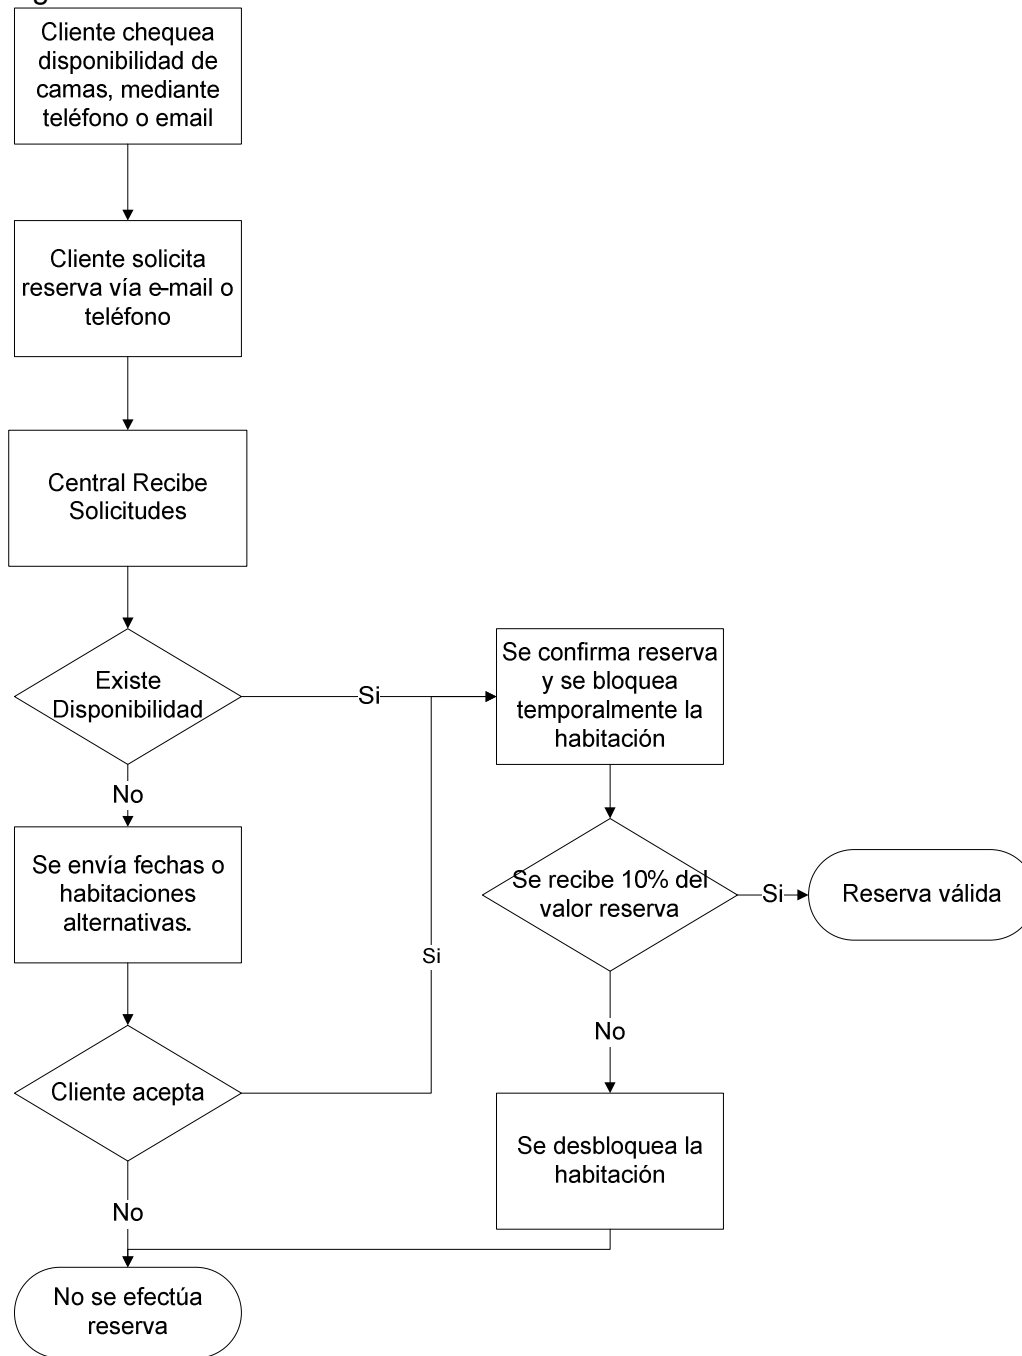 Cliente chequea
disponibilidad de
camas, mediante
teléfono o email
Cliente solicita
reserva vía e-mail o
teléfono
Central Recibe
Solicitudes
Existe
Disponibilidad
Si
Se confirma reserva
y se bloquea
temporalmente la
habitación
No
Se envía fechas o
habitaciones
alternativas.
Se recibe 10% del
valor reserva
Si
Reserva válida
Si
No
Cliente acepta
Se desbloquea la
habitación
No
No se efectúa
reserva